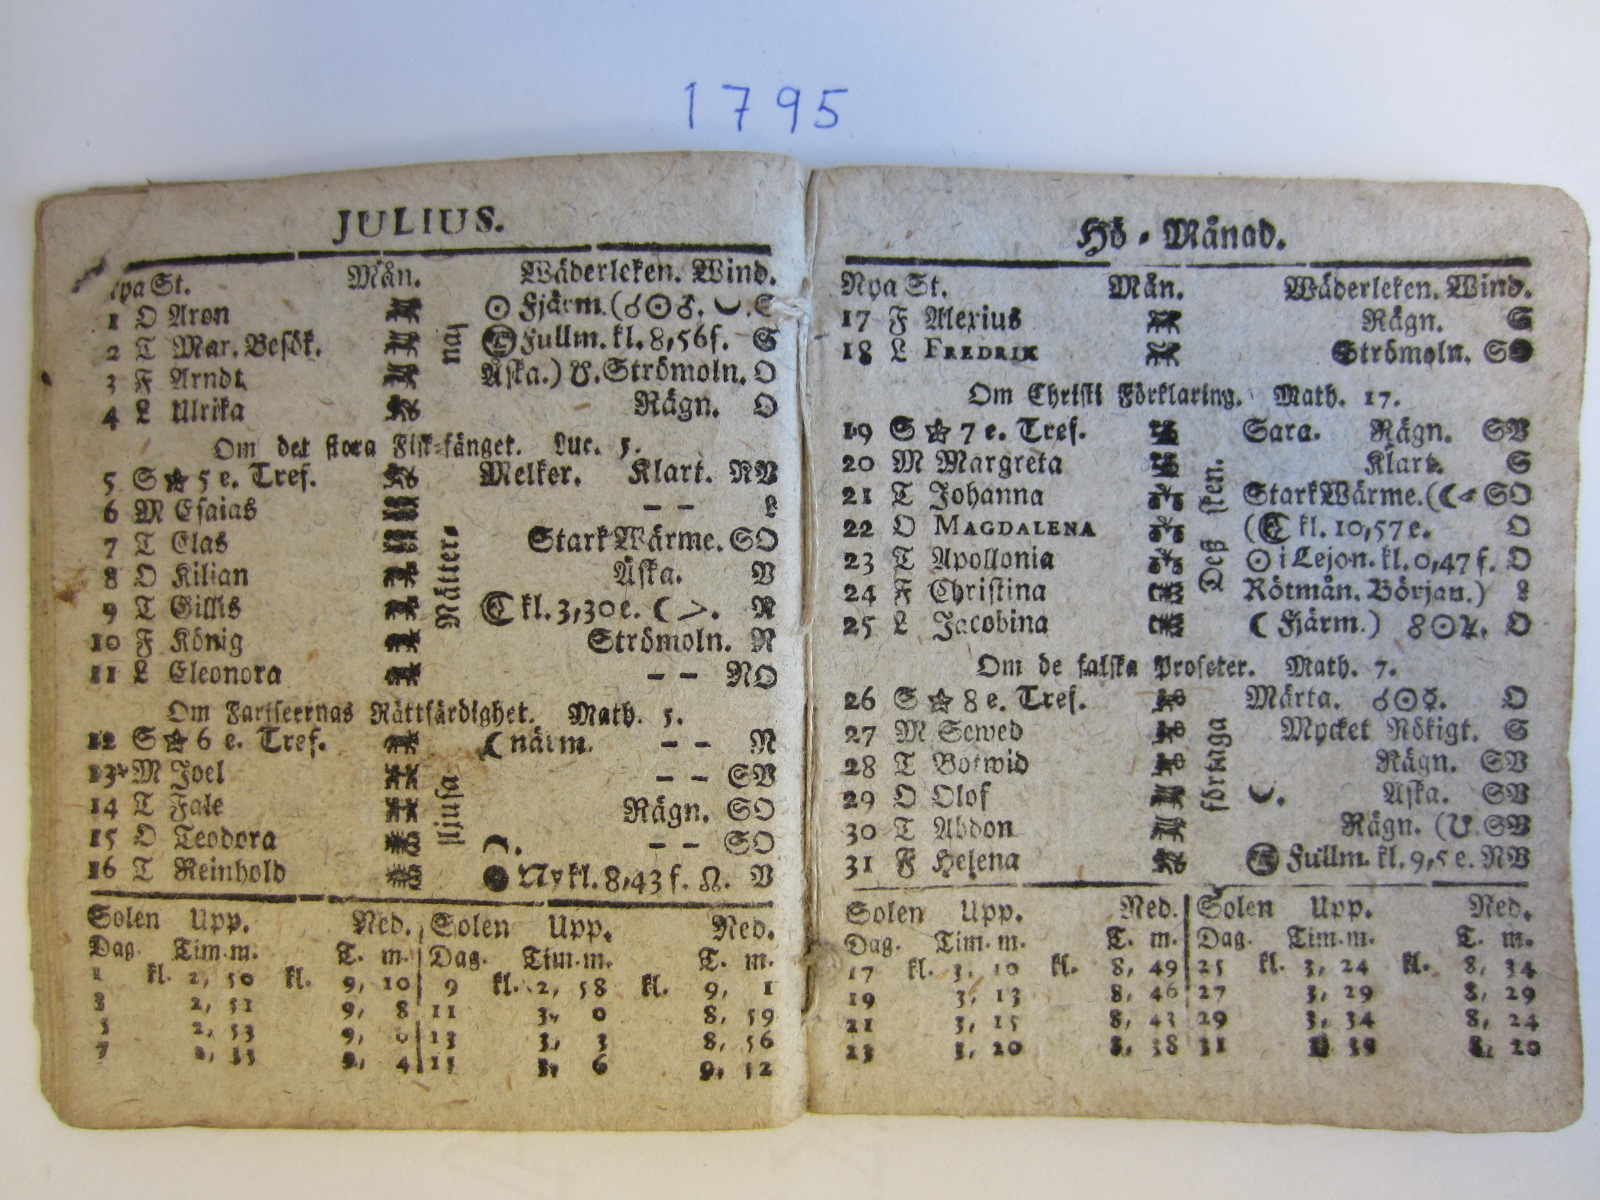 1795
JULIUS.
St. Mån. Wäderleken. Wind.
1 O Aron ☉ Fjärm. (☌☉♂.
2 T Mar. Besök. Fullm. kl. 8,56 f. S
3 F Arndt Åska.) ☋. Strömoln. O
4 L Ulrika Rägn. O
Om det stora Fisk-fänget. Luc. 5.
5 S ☆ 5 e. Tref. Melker. Klart. NV
6 M Esaias – – L
7 T Elas Stark Wärme. SO
8 O Kilian Åska. V
9 T Gillis ☾ kl. 3,30 e. ☾ >. N
10 F König Strömoln. N
11 L Eleonora – – NO
Om Fariseernas Rättfärdighet. Math. 5.
12 S ☆ 6 e. Tref. ☾ närm. – – N
13 M Joel – – SV
14 T Fale Rägn. SO
15 O Teodora – – SO
16 T Reinhold ● Ny kl. 8,43 f. ☊. V
Nätter-
nas
ljusa
Solen Upp. Ned. Solen Upp. Ned.
Dag. Tim. m. T. m. Dag. Tim. m. T. m.
1 kl. 2, 50 kl. 9, 10 9 kl. 2, 58 kl. 9, 1
3 2, 51 9, 8 11 3, 0 8, 59
5 2, 53 9, 6 13 3, 3 8, 56
7 9, 4 15 3, 6
Hö-Månad.
Nya St. Mån. Wäderleken. Wind.
17 F Alexius Rägn. S
18 L FREDRIK Strömoln. SO
Om Christi Förklaring. Math. 17.
19 S ☆ 7 e. Tref. Sara. Rägn. SV
20 M Margreta Klart. S
21 T Johanna Stark Wärme. SO
22 O MAGDALENA (☾ kl. 10,57 e. O
23 T Apollonia ☉ i Lejon. kl. 0,47 f. O
24 F Christina Rötmån. Börjar.) L
25 L Jacobina ☾ Fjärm.) ☍☉♃. O
Om de falska Profeter. Math. 7.
26 S ☆ 8 e. Tref. Märta. ☌☉☿. O
27 M Sewed Mycket Rökigt. S
28 T Botwid Rägn. SV
29 O Olof Åska. SV
30 T Abdon Rägn. (☋. SV
31 F Helena Fullm. kl. 9,5 e. NV
Solen Upp. Ned. Solen Upp. Ned.
Dag. Tim. m. T. m. Dag. Tim. m. T. m.
17 kl. 3, 10 kl. 8, 49 25 kl. 3, 24 kl. 8, 34
19 3, 13 8, 46 27 3, 29 8, 29
21 3, 15 8, 43 29 3, 34 8, 24
23 3, 20 8, 38 31 39 8, 20